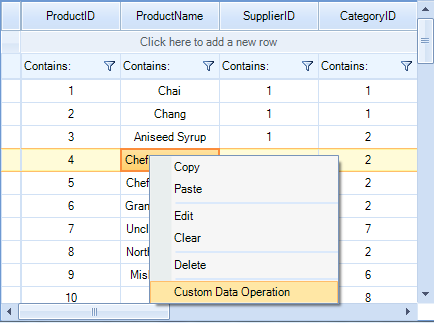 ProductID ProductName SupplierID CategoryID
Click here to add a new row
Contains: Contains: Contains: Contains:
1 Chai 1 1
2 Chang 1 1
3 Aniseed Syrup 1 2
4 Chef 2
Copy
5 Chef 2
Paste
6 Gran 2
Edit
7 Uncl 7
Clear
8 North 2
Delete
9 Mis 6
10 8
Custom Data Operation